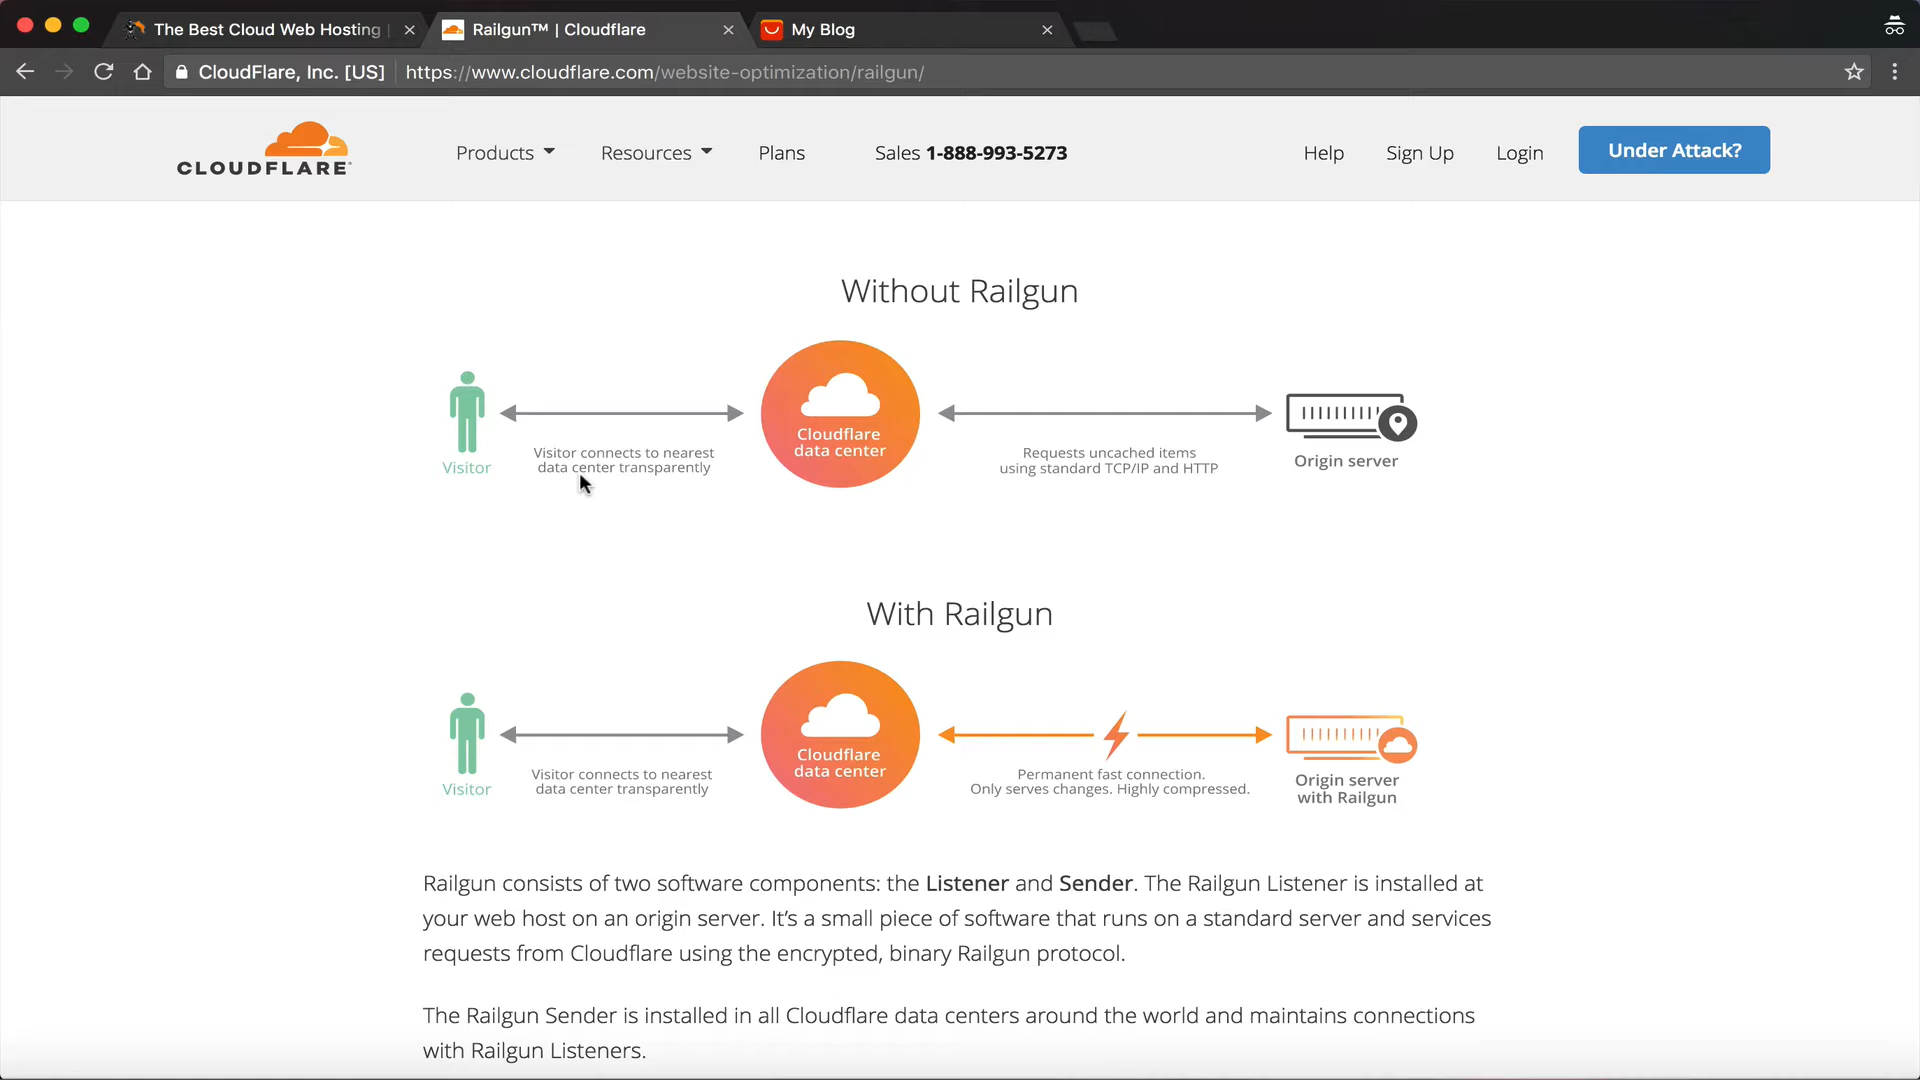 The Best Cloud Web Hosting
Railgun™ | Cloudflare
My Blog
CloudFlare, Inc. [US]
https://www.cloudflare.com/website-optimization/railgun/
CLOUDFLARE
Products
Resources
Plans
Sales 1-888-993-5273
Help
Sign Up
Login
Under Attack?
Without Railgun
Visitor
Visitor connects to nearest
data center transparently
Cloudflare
data center
Requests uncached items
using standard TCP/IP and HTTP
Origin server
With Railgun
Visitor
Visitor connects to nearest
data center transparently
Cloudflare
data center
Permanent fast connection.
Only serves changes. Highly compressed.
Origin server
with Railgun
Railgun consists of two software components: the Listener and Sender. The Railgun Listener is installed at
your web host on an origin server. It’s a small piece of software that runs on a standard server and services
requests from Cloudflare using the encrypted, binary Railgun protocol.
The Railgun Sender is installed in all Cloudflare data centers around the world and maintains connections
with Railgun Listeners.